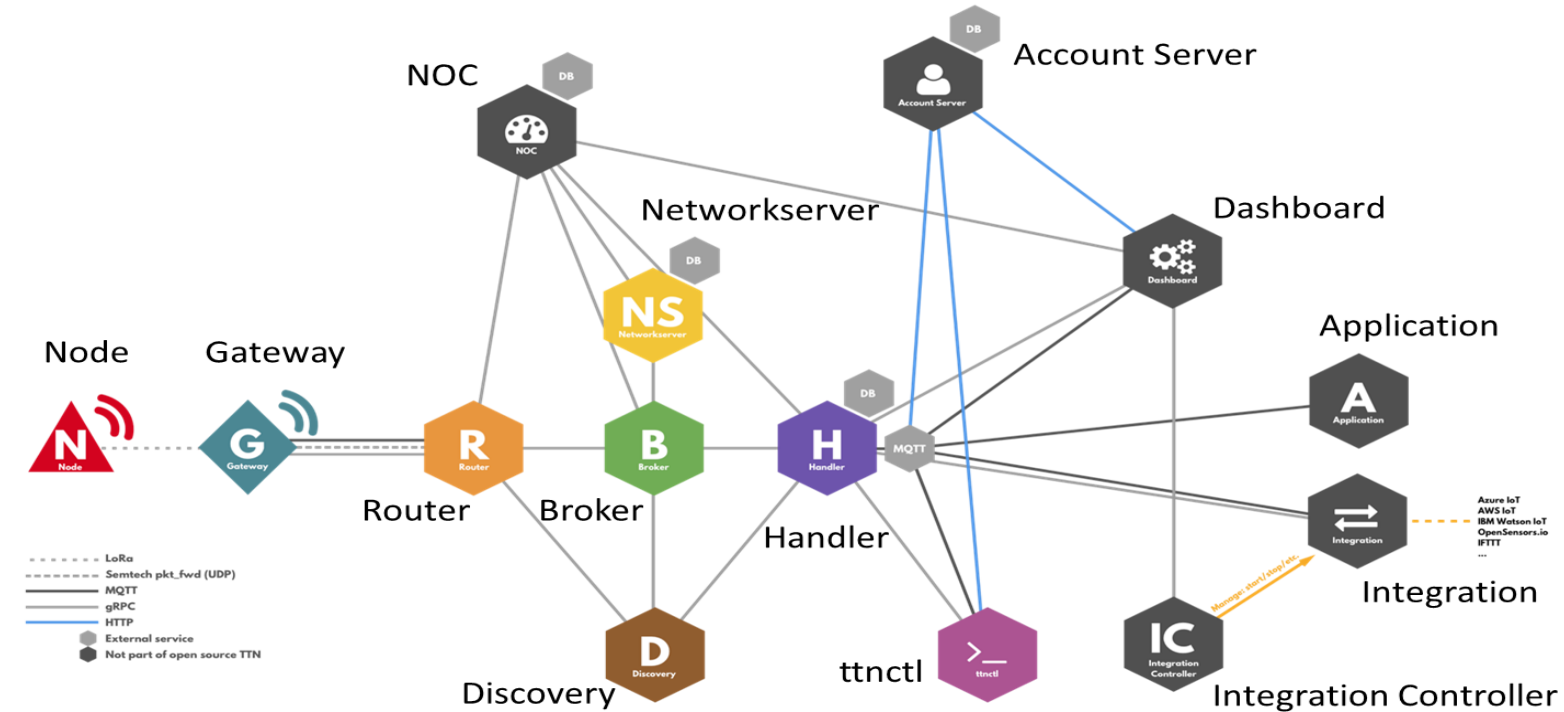 DB
Account Server
Account Server
NOC
DB
NOC
Networkserver
DB
NS
Networkserver
Dashboard
Dashboard
Node
N
Node
Gateway
G
Gateway
R
Router
Router
B
Broker
Broker
DB
H
Handler
Handler
MQTT
Application
A
Application
Integration
Integration
Azure IoT
AWS IoT
IBM Watson IoT
OpenSensors.io
IFTTT
...
Manage: start/stop/etc.
D
Discovery
Discovery
>_
ttnctl
ttnctl
IC
Integration
Controller
Integration Controller
LoRa
Semtech pkt_fwd (UDP)
MQTT
gRPC
HTTP
External service
Not part of open source TTN